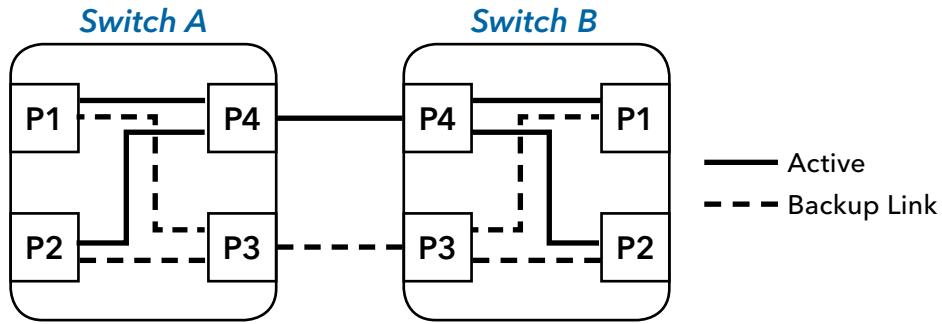 Switch A
Switch B
P1
P4
P4
P1
P2
P3
P3
P2
Active
Backup Link